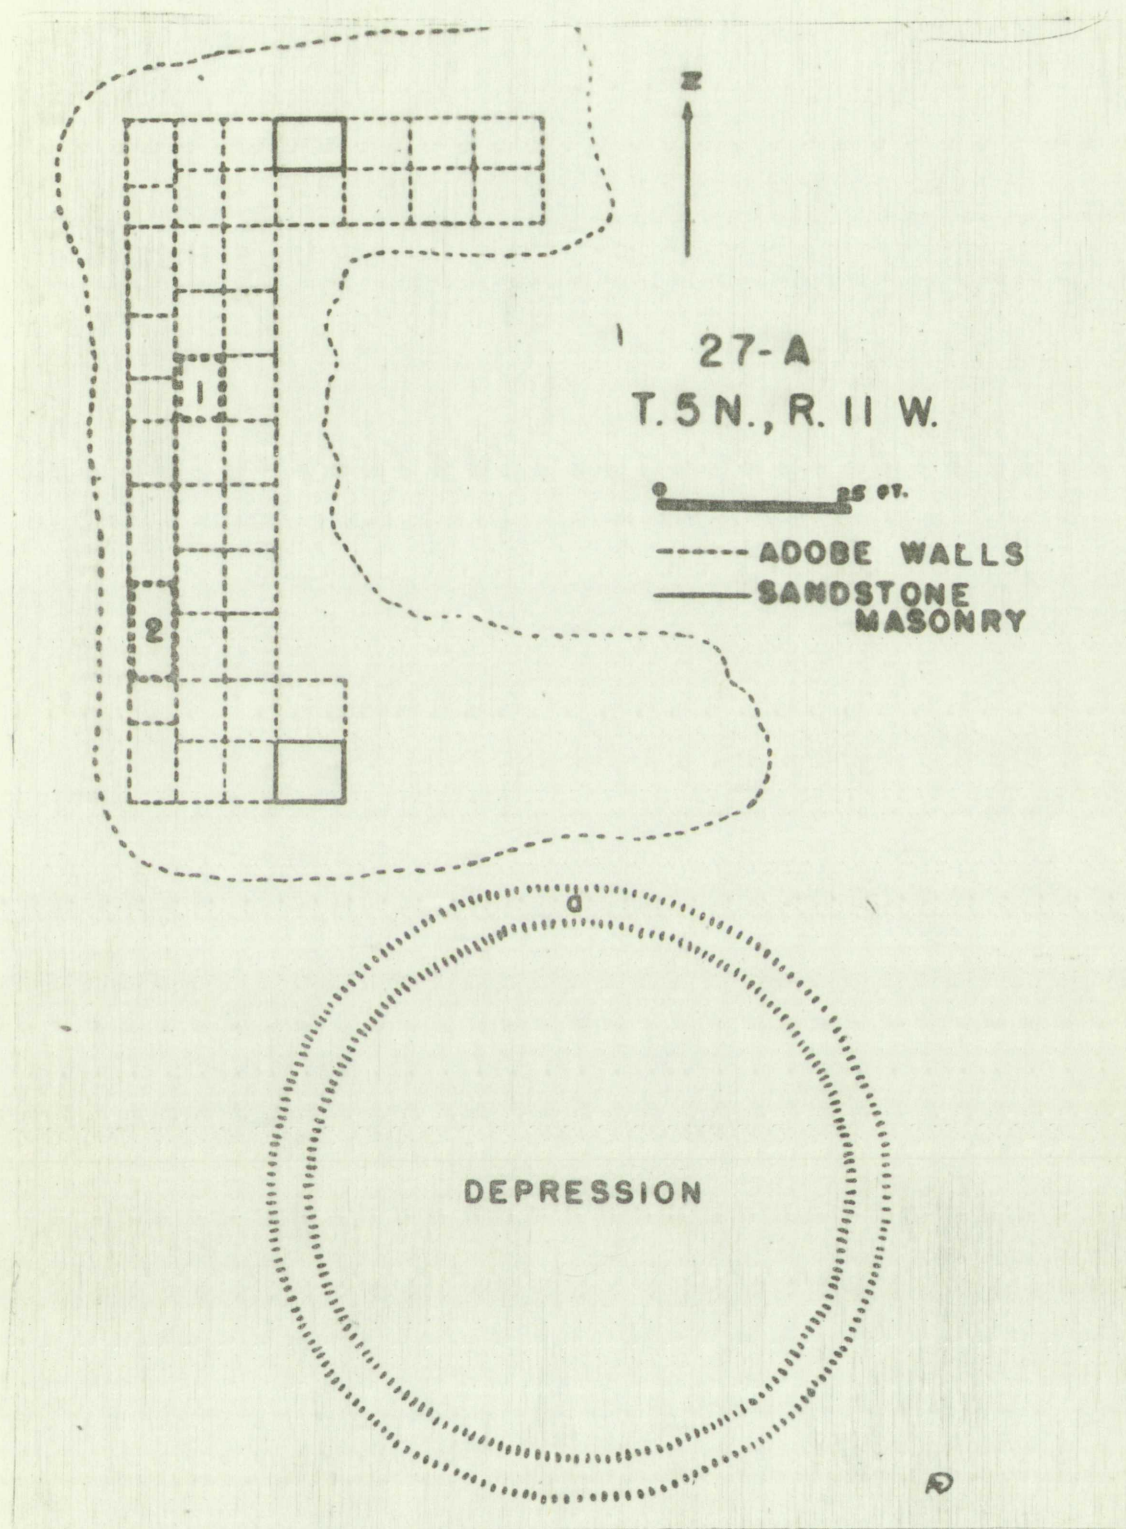 N
27-A
T. 5 N., R. 11 W.
0 25 FT.
ADOBE WALLS
SANDSTONE
MASONRY
1
2
a
DEPRESSION